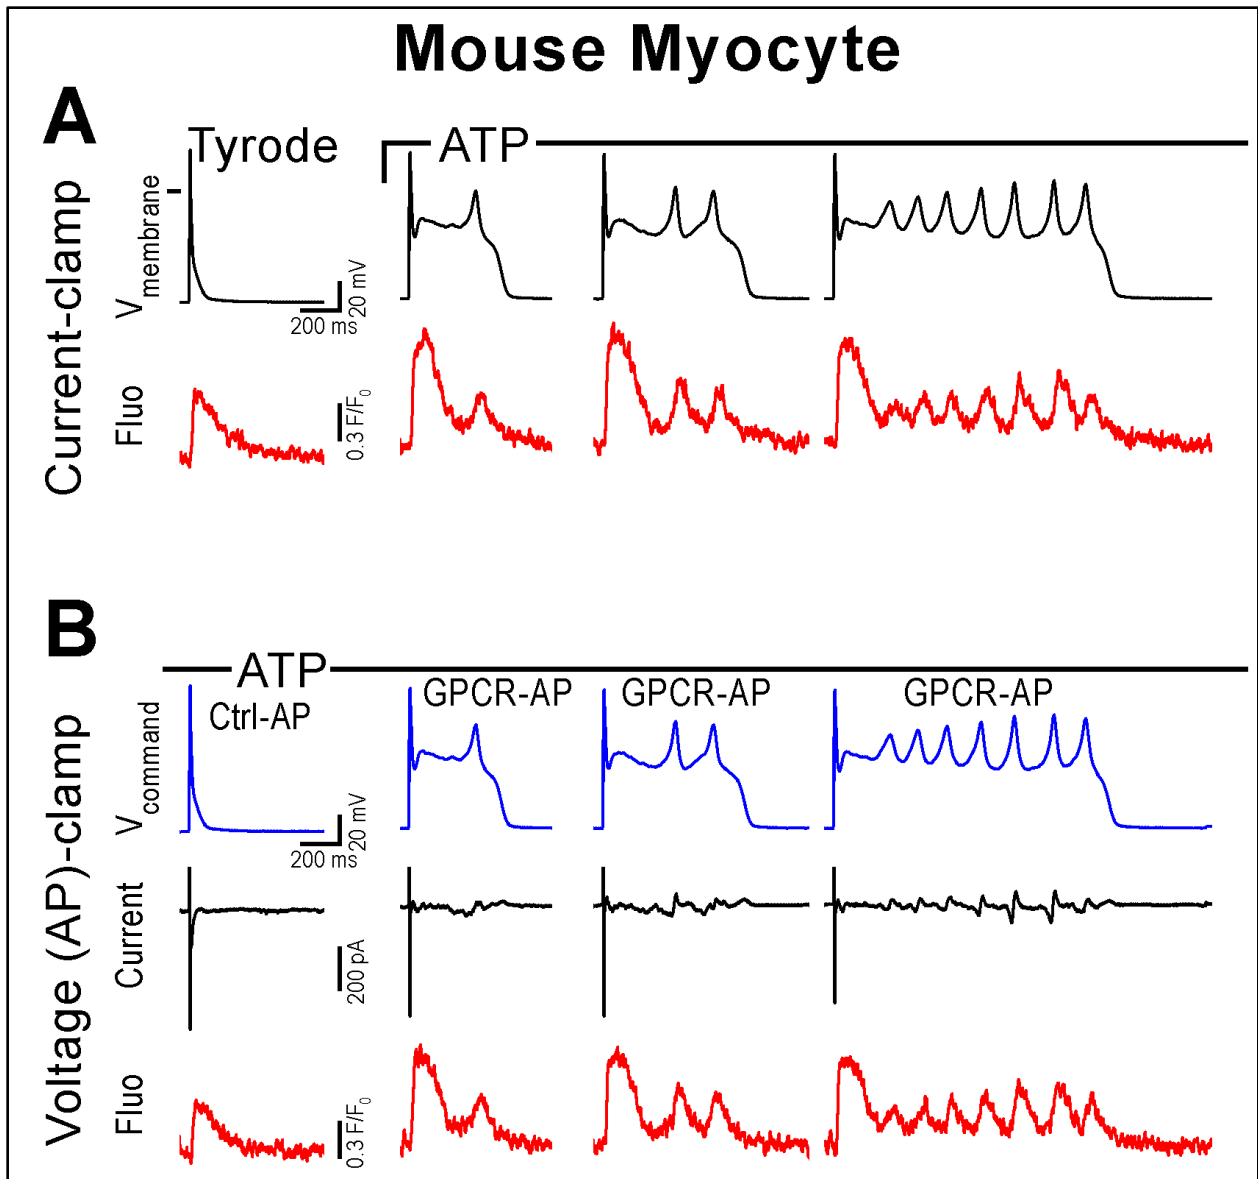 Mouse Myocyte
A
Current-clamp
Tyrode
ATP
Vmembrane
20 mV
200 ms
Fluo
0.3 F/F0
B
Voltage (AP)-clamp
ATP
Ctrl-AP
GPCR-AP
GPCR-AP
GPCR-AP
Vcommand
20 mV
200 ms
Current
200 pA
Fluo
0.3 F/F0